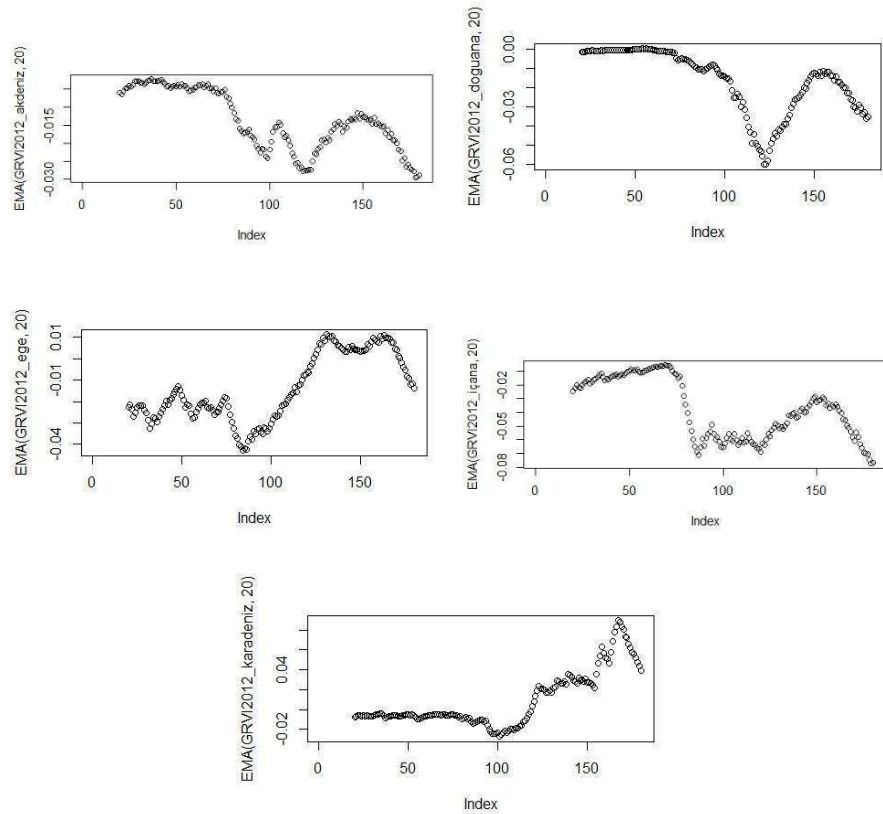 EMA(GRVI2012_akdeniz, 20)
-0.015
-0.030
0 50 100 150
Index
EMA(GRVI2012_doguana, 20)
0.00
-0.03
-0.06
0 50 100 150
Index
EMA(GRVI2012_ege, 20)
0.01
-0.01
-0.04
0 50 100 150
Index
EMA(GRVI2012_içana, 20)
-0.02
-0.05
-0.08
0 50 100 150
Index
EMA(GRVI2012_karadeniz, 20)
0.04
-0.02
0 50 100 150
Index